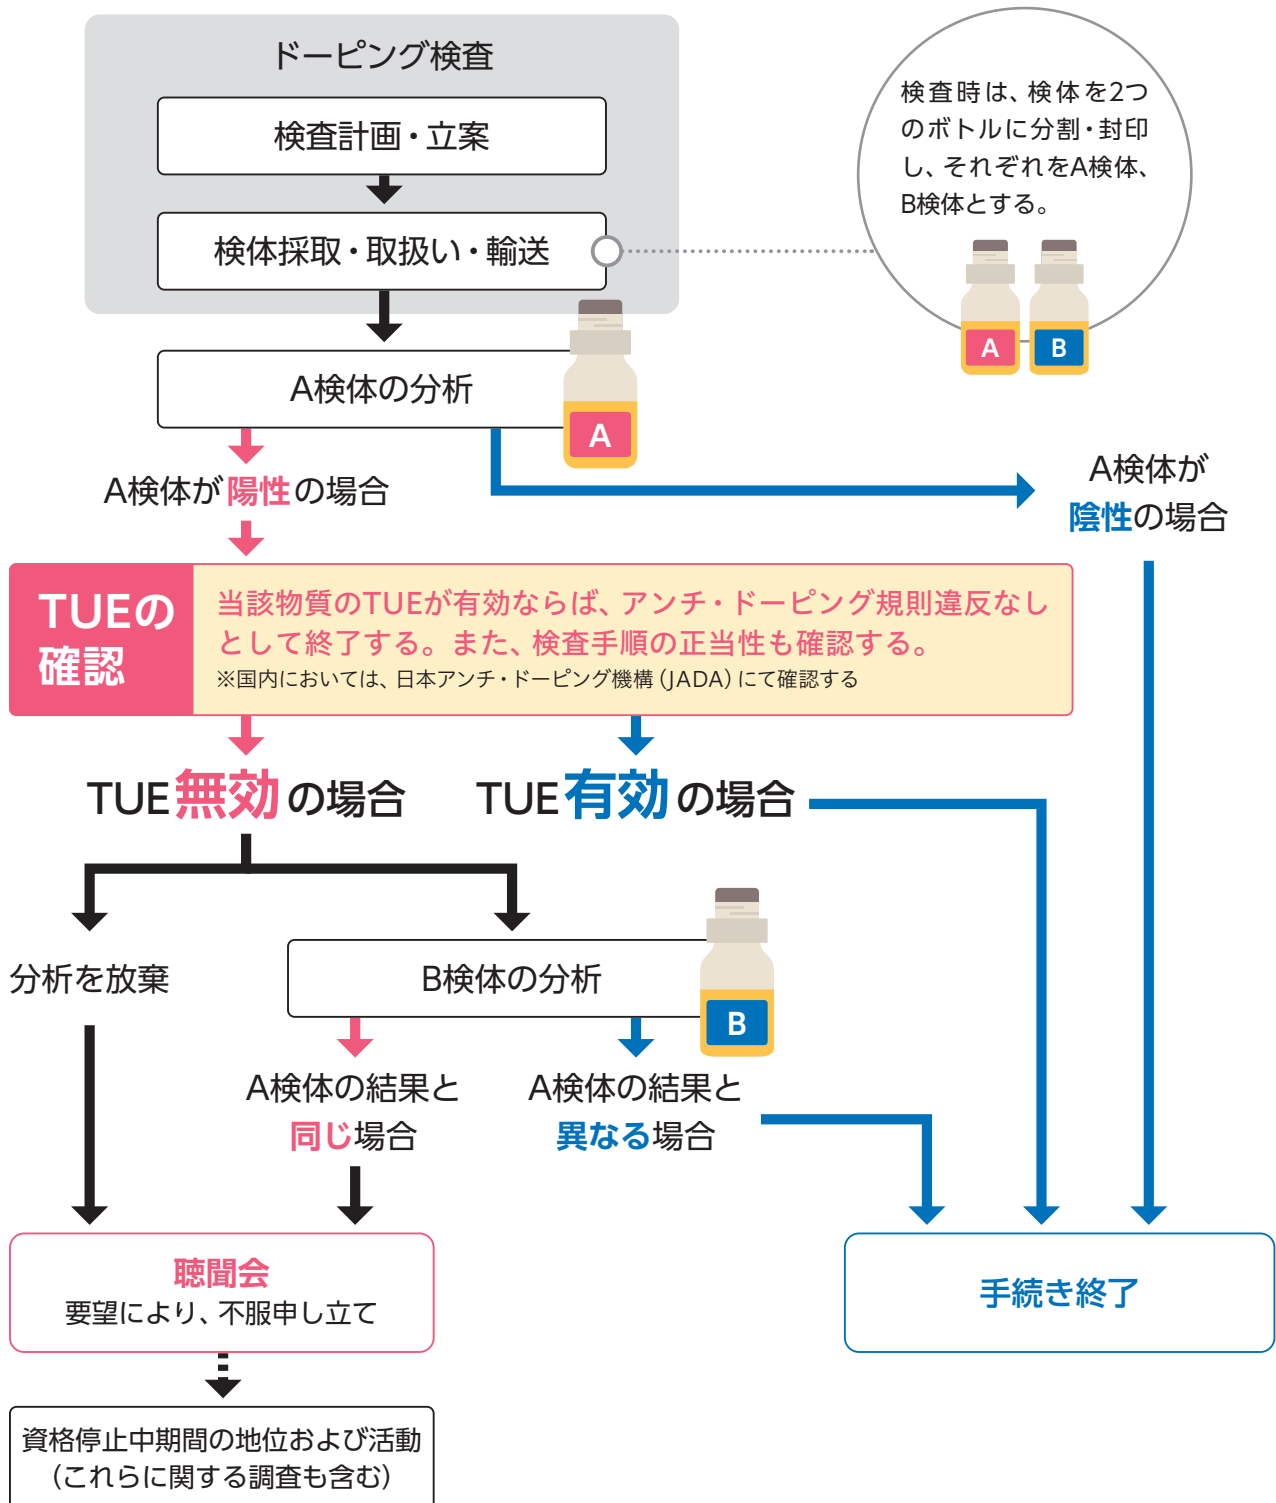 ドーピング検査
検査計画・立案
検体採取・取扱い・輸送
検査時は、検体を2つ
のボトルに分割・封印
し、それぞれをA検体、
B検体とする。
A
B
A検体の分析
A
A検体が陽性の場合
A検体が
陰性の場合
TUEの
確認
当該物質のTUEが有効ならば、アンチ・ドーピング規則違反なし
として終了する。また、検査手順の正当性も確認する。
※国内においては、日本アンチ・ドーピング機構（JADA）にて確認する
TUE無効の場合
TUE有効の場合
分析を放棄
B検体の分析
B
A検体の結果と
同じ場合
A検体の結果と
異なる場合
聴聞会
要望により、不服申し立て
手続き終了
資格停止中期間の地位および活動
（これらに関する調査も含む）